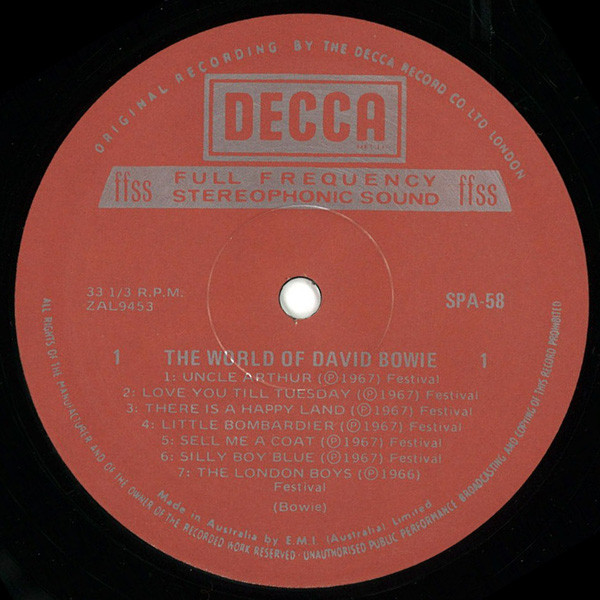 ORIGINAL RECORDING BY THE DECCA RECORD CO LTD LONDON
DECCA
ffss FULL FREQUENCY ffss
STEREOPHONIC SOUND
33 1/3 R.P.M.
ZAL9453
SPA-58
1 THE WORLD OF DAVID BOWIE 1
1: UNCLE ARTHUR (℗1967) Festival
2: LOVE YOU TILL TUESDAY (℗1967) Festival
3: THERE IS A HAPPY LAND (℗1967) Festival
4: LITTLE BOMBARDIER (℗1967) Festival
5: SELL ME A COAT (℗1967) Festival
6: SILLY BOY BLUE (℗1967) Festival
7: THE LONDON BOYS (℗1966)
Festival
(Bowie)
Made in Australia by E.M.I (Australia) Limited
ALL RIGHTS OF THE MANUFACTURER AND OF THE OWNER OF THE RECORDED WORK RESERVED · UNAUTHORISED PUBLIC PERFORMANCE BROADCASTING AND COPYING OF THIS RECORD PROHIBITED